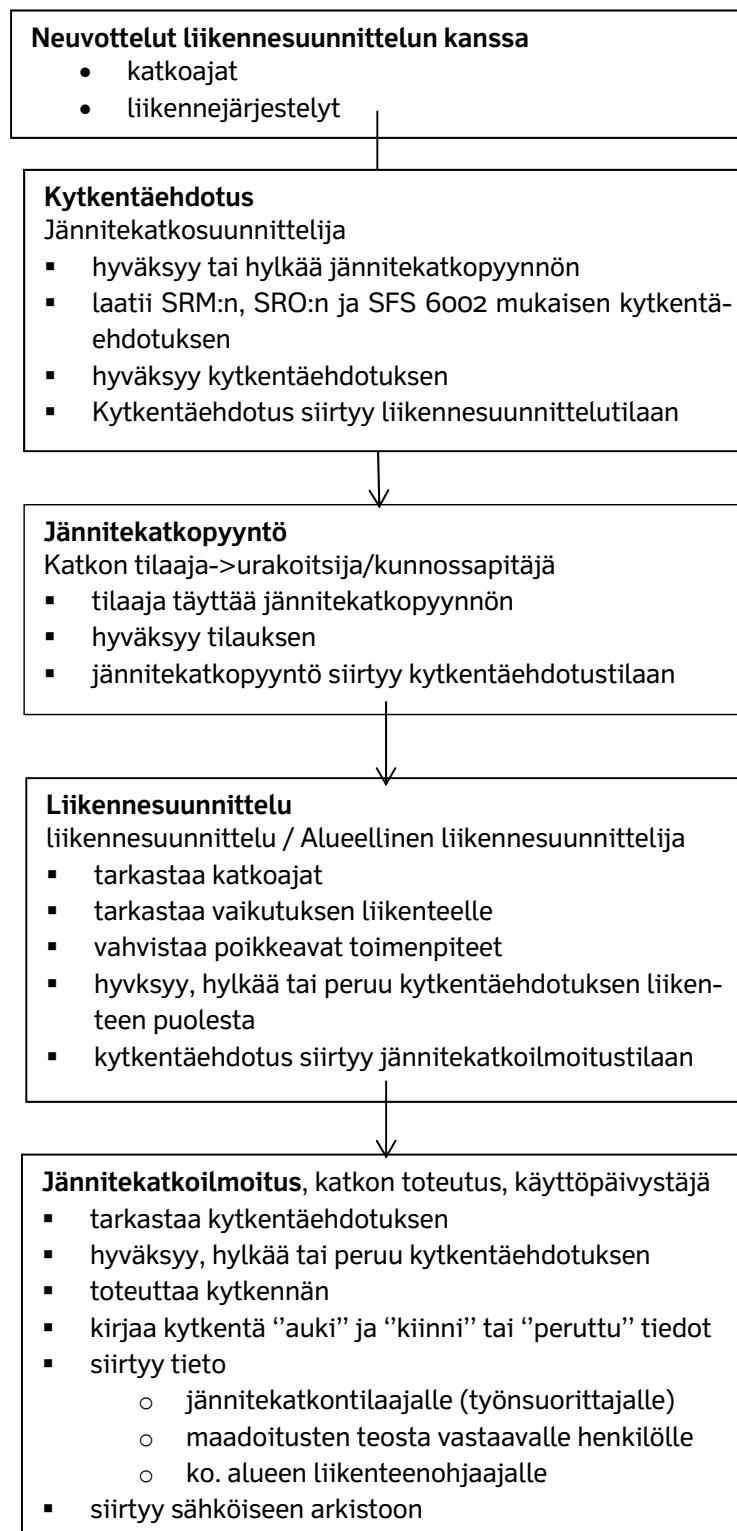 Neuvottelut liikennesuunnittelun kanssa
• katkoajat
• liikennejärjestelyt
Kytkentäehdotus
Jännitekatkosuunnittelija
▪ hyväksyy tai hylkää jännitekatkopyynnön
▪ laatii SRM:n, SRO:n ja SFS 6002 mukaisen kytkentä-
ehdotuksen
▪ hyväksyy kytkentäehdotuksen
▪ Kytkentäehdotus siirtyy liikennesuunnittelutilaan
Jännitekatkopyyntö
Katkon tilaaja->urakoitsija/kunnossapitäjä
▪ tilaaja täyttää jännitekatkopyynnön
▪ hyväksyy tilauksen
▪ jännitekatkopyyntö siirtyy kytkentäehdotustilaan
Liikennesuunnittelu
liikennesuunnittelu / Alueellinen liikennesuunnittelija
▪ tarkastaa katkoajat
▪ tarkastaa vaikutuksen liikenteelle
▪ vahvistaa poikkeavat toimenpiteet
▪ hyvksyy, hylkää tai peruu kytkentäehdotuksen liiken-
teen puolesta
▪ kytkentäehdotus siirtyy jännitekatkoilmoitustilaan
Jännitekatkoilmoitus, katkon toteutus, käyttöpäivystäjä
▪ tarkastaa kytkentäehdotuksen
▪ hyväksyy, hylkää tai peruu kytkentäehdotuksen
▪ toteuttaa kytkennän
▪ kirjaa kytkentä ‘’auki’’ ja ‘’kiinni’’ tai ‘’peruttu’’ tiedot
▪ siirtyy tieto
o jännitekatkontilaajalle (työnsuorittajalle)
o maadoitusten teosta vastaavalle henkilölle
o ko. alueen liikenteenohjaajalle
▪ siirtyy sähköiseen arkistoon